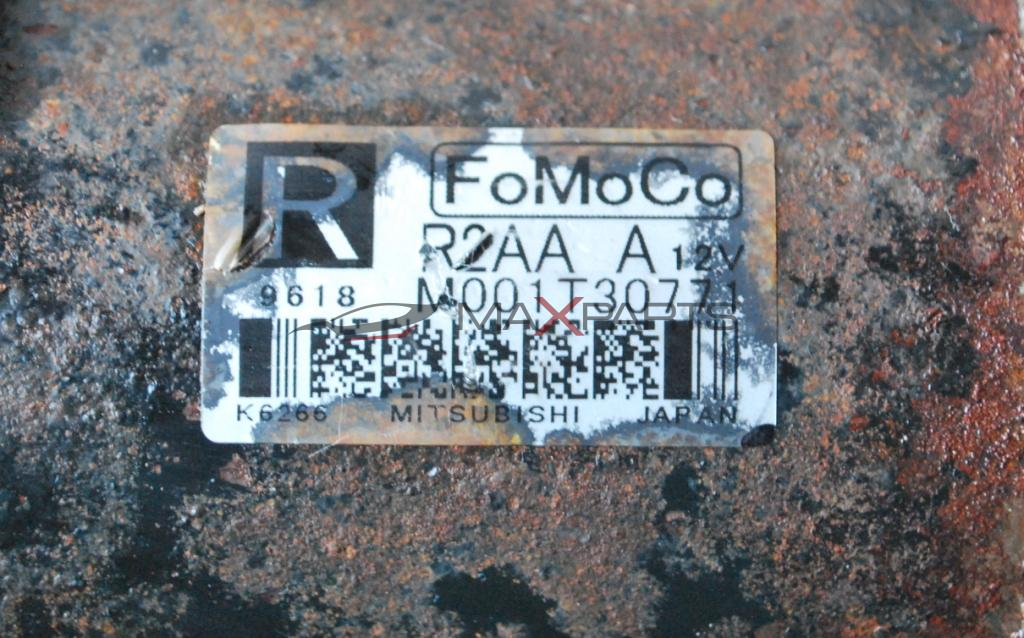 R
FoMoCo
R2AA A 12V
9618 M001T30771
MAXPARTS
K6266 MITSUBISHI JAPAN